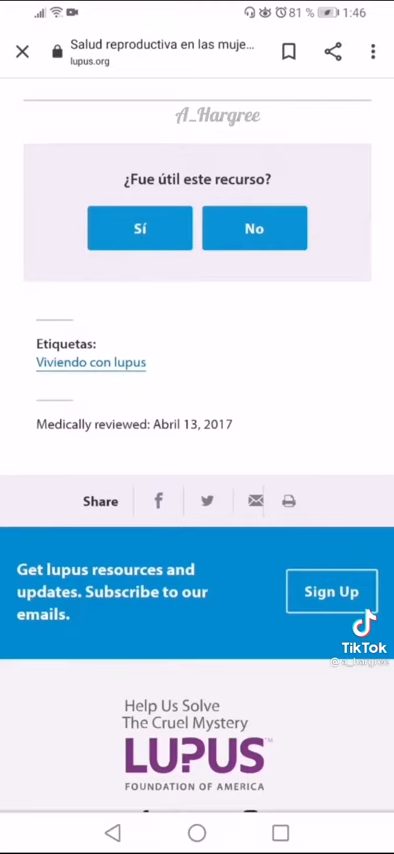 81 % 1:46
Salud reproductiva en las muje...
lupus.org
A_Hargree
¿Fue útil este recurso?
Sí No
Etiquetas:
Viviendo con lupus
Medically reviewed: Abril 13, 2017
Share
Get lupus resources and
updates. Subscribe to our
emails.
Sign Up
TikTok
Help Us Solve
The Cruel Mystery
LUPUS™
FOUNDATION OF AMERICA